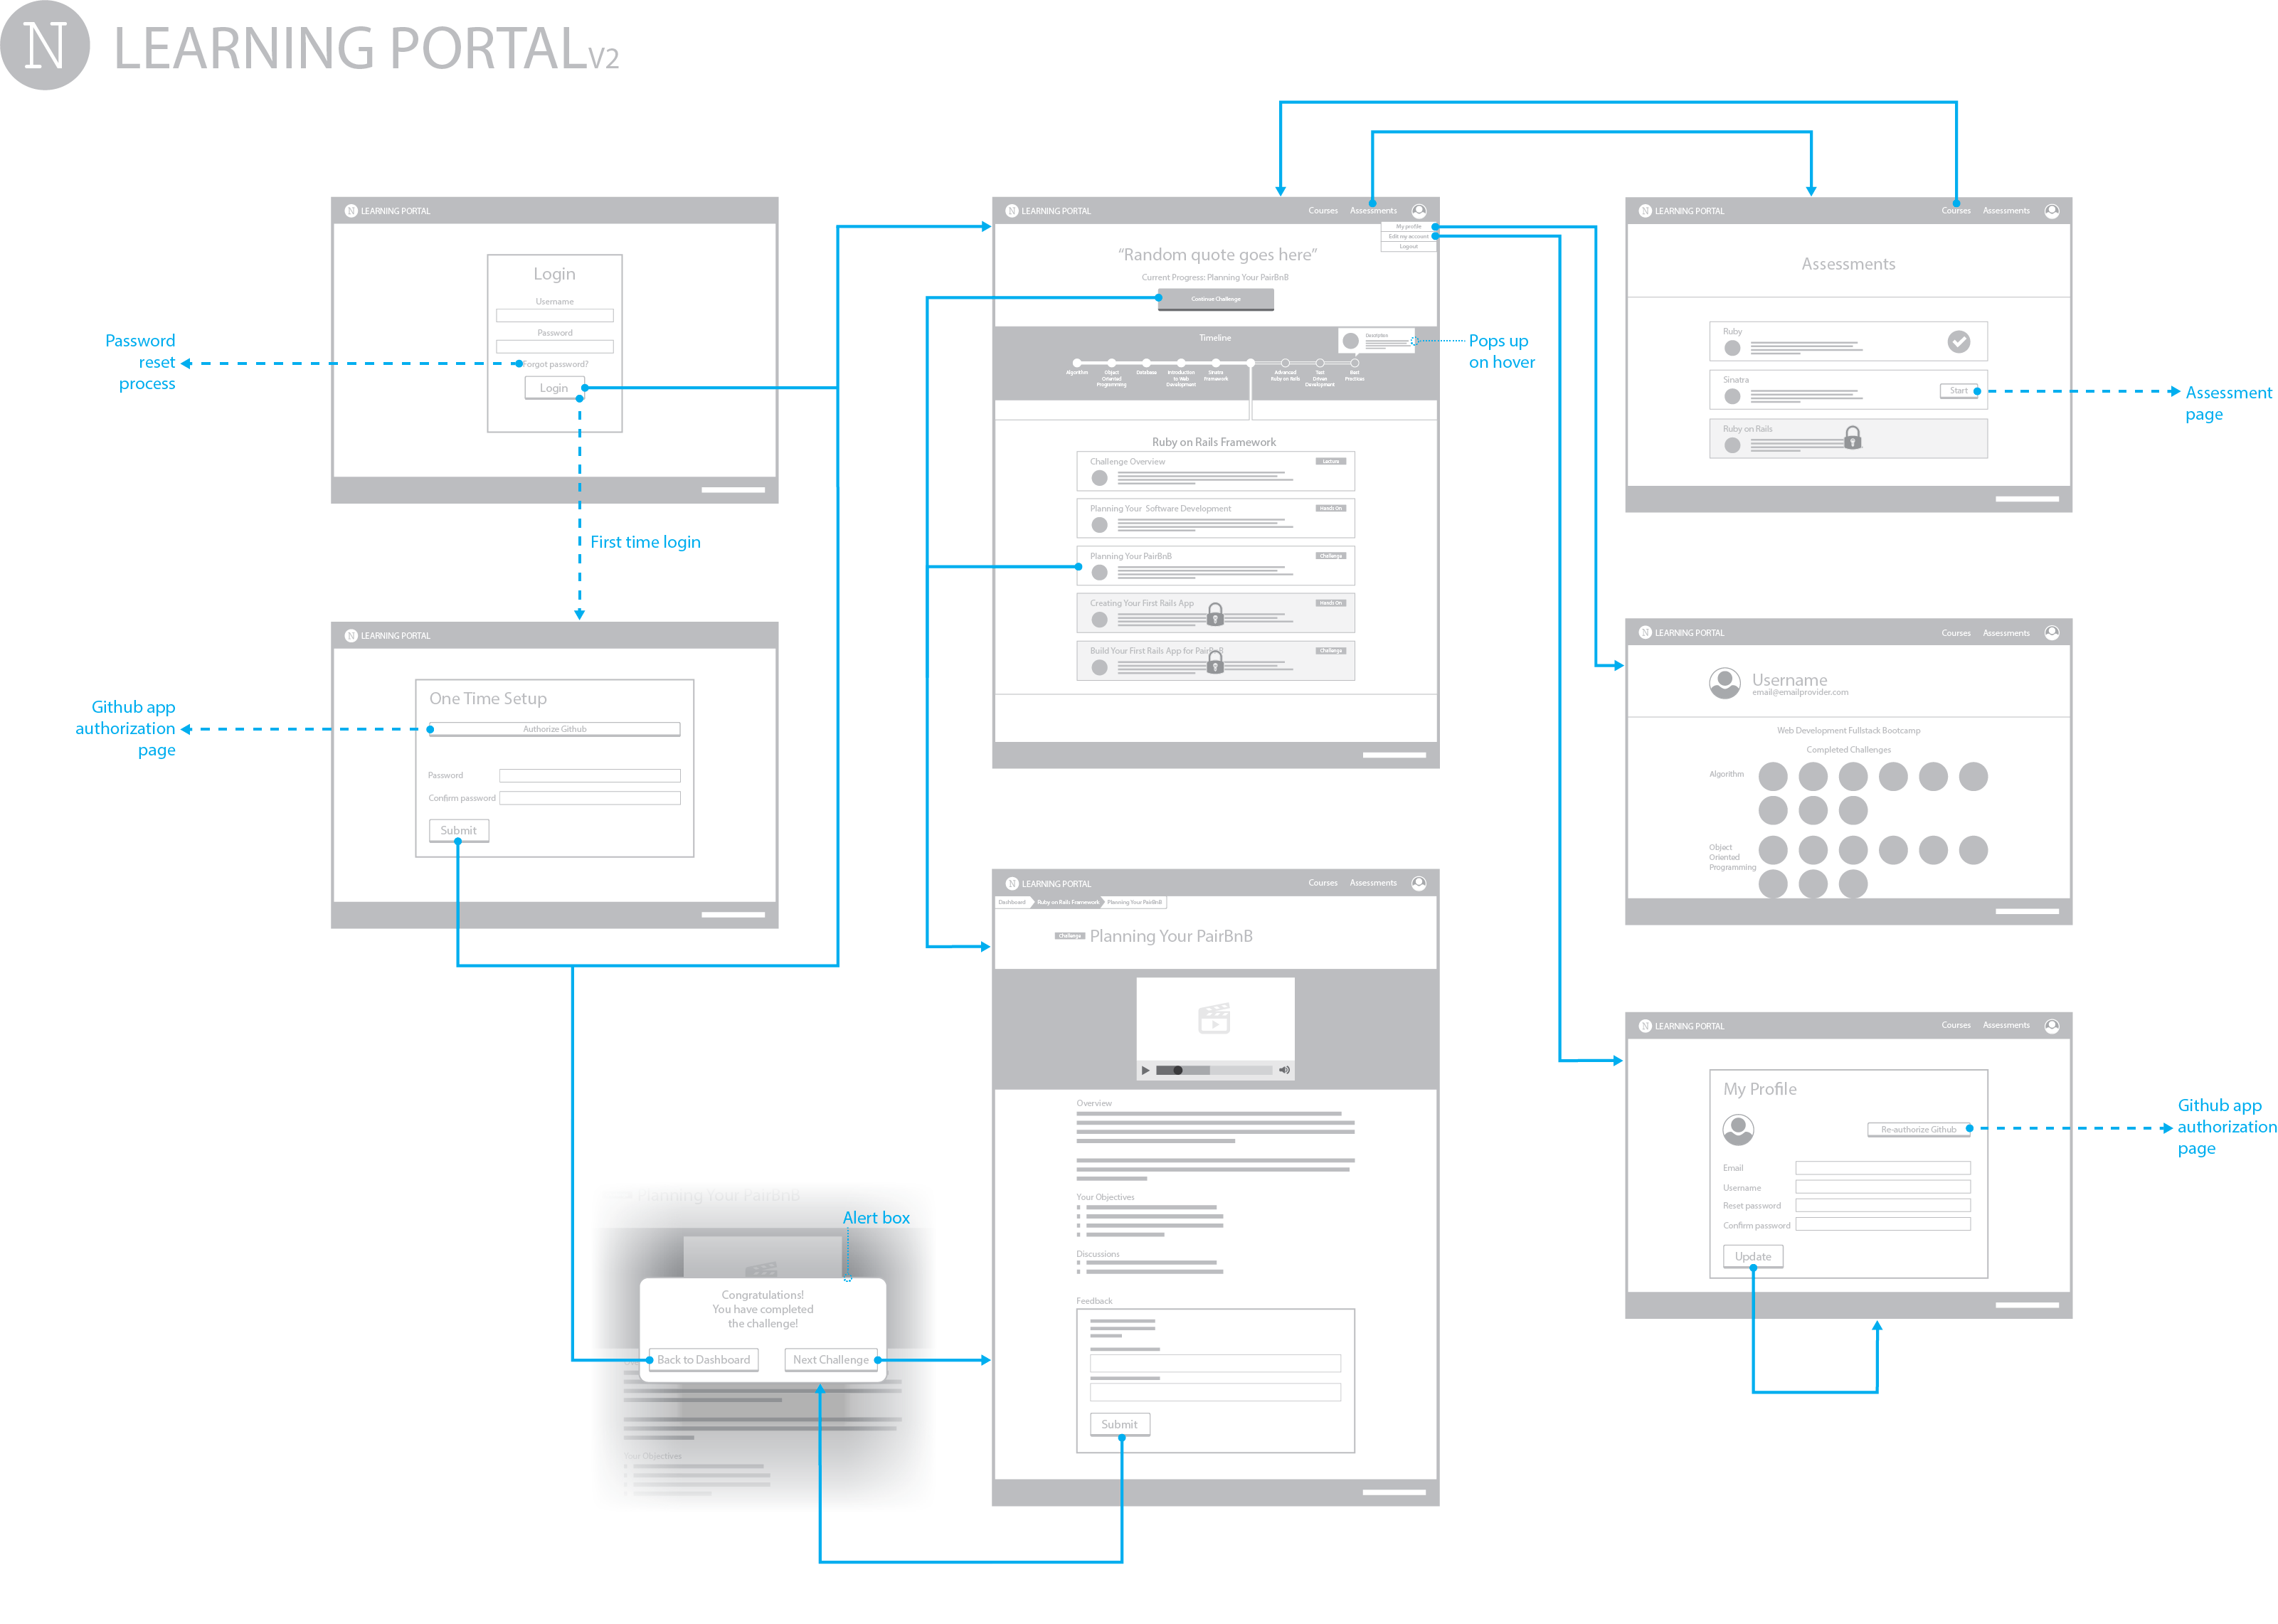 N LEARNING PORTAL V2
N LEARNING PORTAL
Login
Username
Password
Forgot password?
Login
Password
reset
process
First time login
N LEARNING PORTAL
One Time Setup
Authorize Github
Password
Confirm password
Submit
Github app
authorization
page
N LEARNING PORTAL
Courses Assessments
My profile
Edit my account
Logout
“Random quote goes here”
Current Progress: Planning Your PairBnB
Continue Challenge
Timeline
Description
Pops up
on hover
Algorithm
Object
Oriented
Programming
Database
Introduction
to Web
Development
Sinatra
Framework
Advanced
Ruby on Rails
Test
Driven
Development
Best
Practices
Ruby on Rails Framework
Challenge Overview
Lecture
Planning Your Software Development
Hands On
Planning Your PairBnB
Challenge
Creating Your First Rails App
Hands On
Build Your First Rails App for PairBnB
Challenge
N LEARNING PORTAL
Courses Assessments
Dashboard Ruby on Rails Framework Planning Your PairBnB
Challenge Planning Your PairBnB
Overview
Your Objectives
Discussions
Feedback
Submit
Planning Your PairBnB
Alert box
Congratulations!
You have completed
the challenge!
Back to Dashboard
Next Challenge
Your Objectives
N LEARNING PORTAL
Courses Assessments
Assessments
Ruby
Sinatra
Start
Ruby on Rails
Assessment
page
N LEARNING PORTAL
Courses Assessments
Username
email@emailprovider.com
Web Development Fullstack Bootcamp
Completed Challenges
Algorithm
Object
Oriented
Programming
N LEARNING PORTAL
Courses Assessments
My Profile
Re-authorize Github
Email
Username
Reset password
Confirm password
Update
Github app
authorization
page